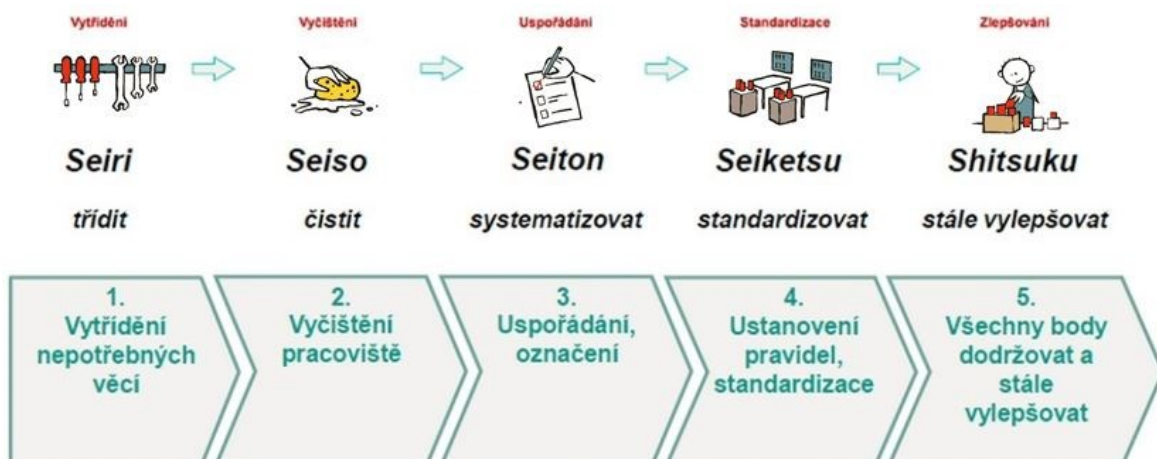 Vytřídění
Vyčištění
Uspořádání
Standardizace
Zlepšování
Seiri
Seiso
Seiton
Seiketsu
Shitsuku
třídit
čistit
systematizovat
standardizovat
stále vylepšovat
1.
Vytřídění
nepotřebných
věcí
2.
Vyčištění
pracoviště
3.
Uspořádání,
označení
4.
Ustanovení
pravidel,
standardizace
5.
Všechny body
dodržovat a
stále
vylepšovat